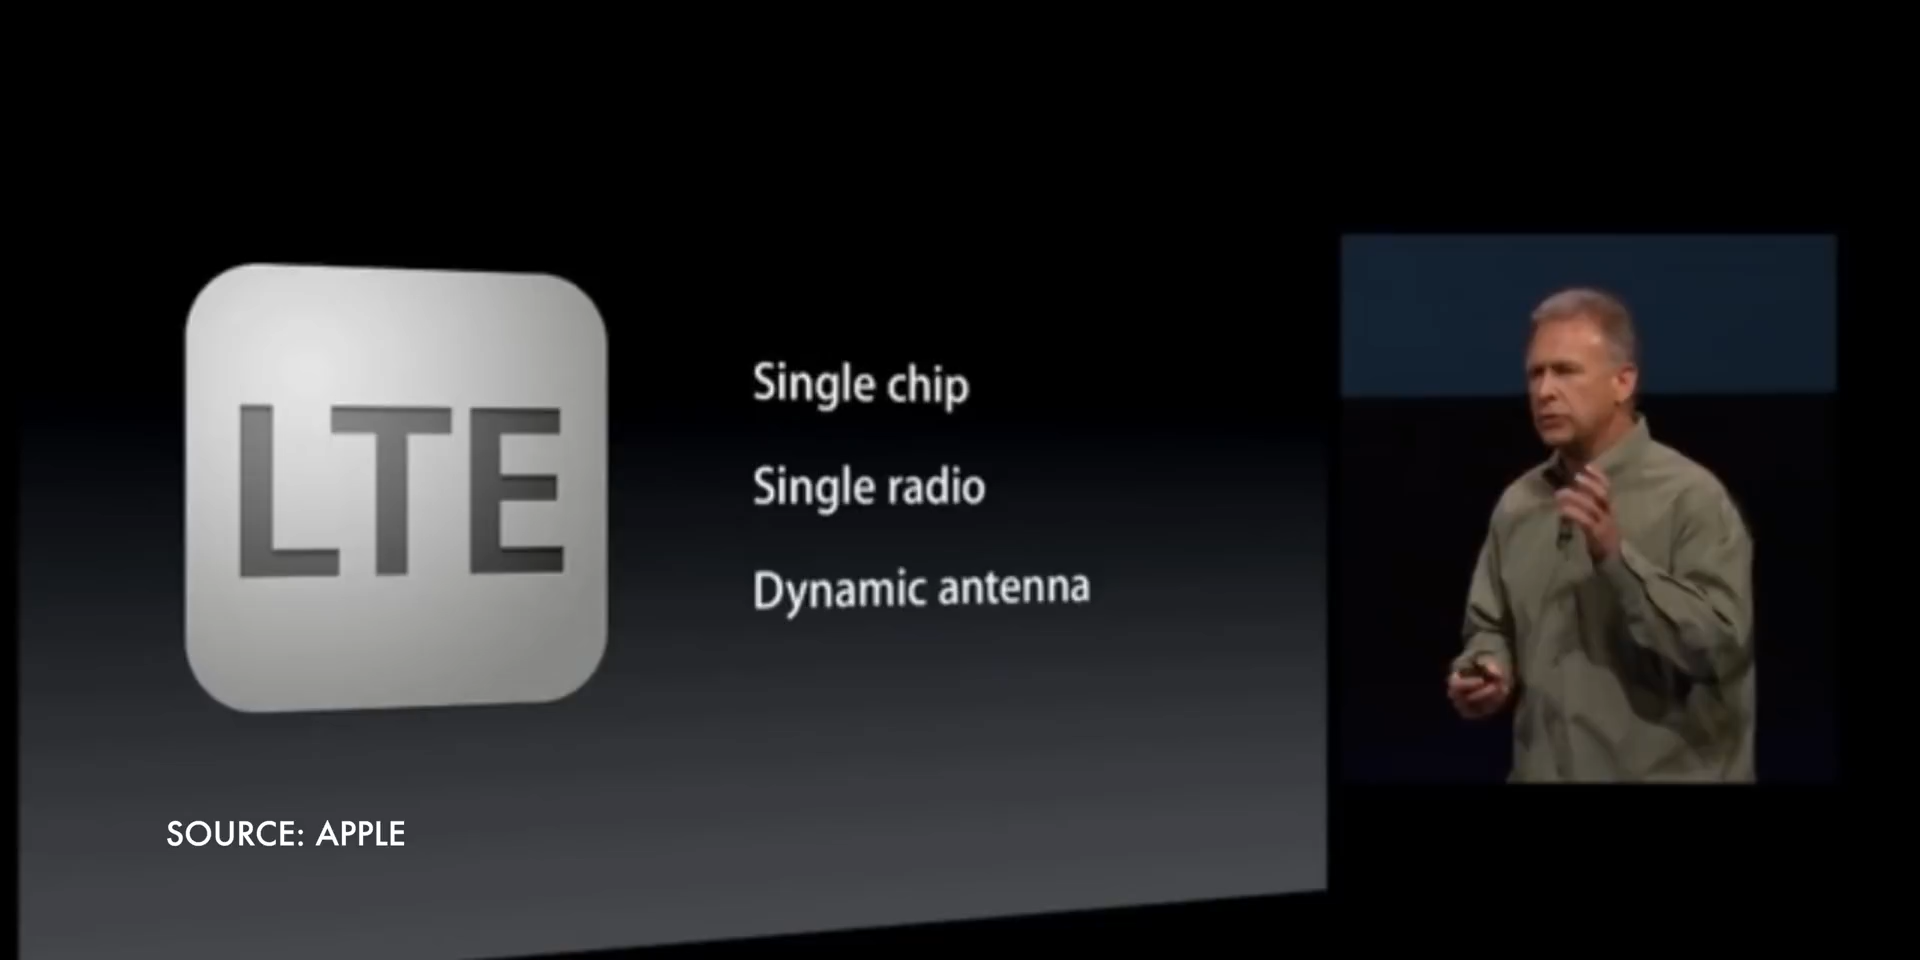 LTE
Single chip
Single radio
Dynamic antenna
SOURCE: APPLE